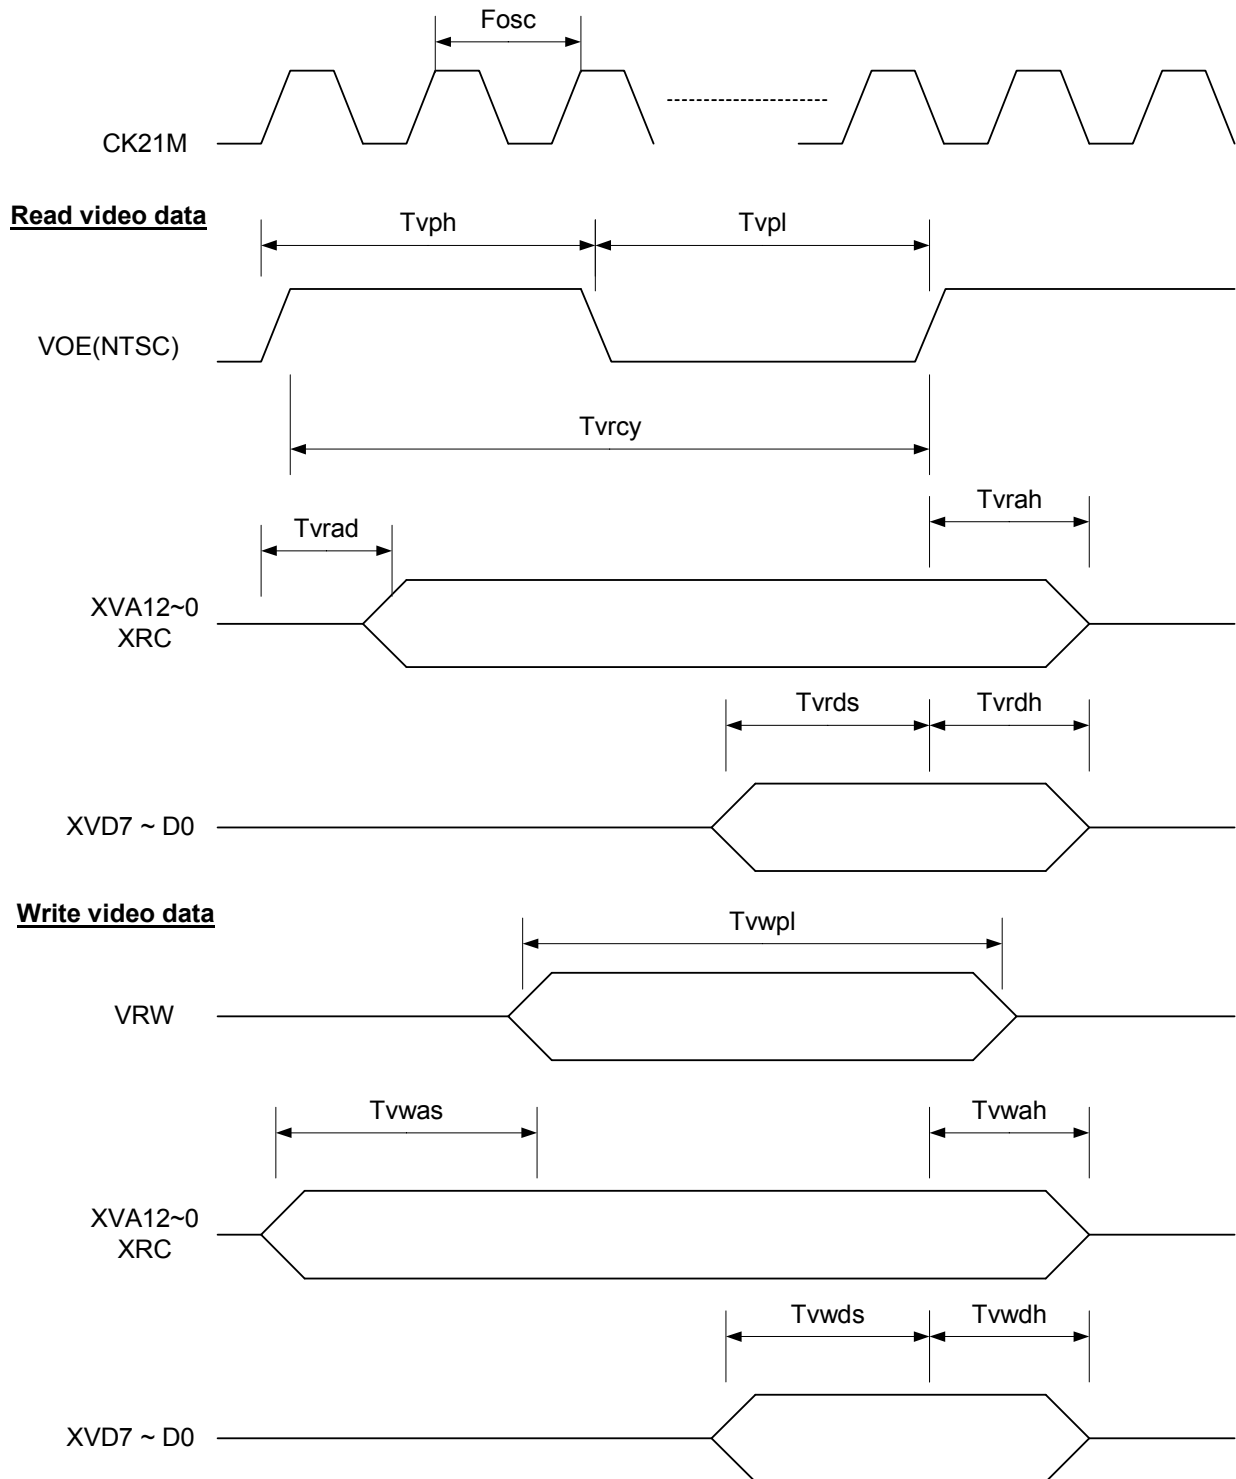 Fosc
CK21M
Read video data
Tvph
Tvpl
VOE(NTSC)
Tvrcy
Tvrah
Tvrad
XVA12~0
XRC
Tvrds
Tvrdh
XVD7 ~ D0
Write video data
Tvwpl
VRW
Tvwas
Tvwah
XVA12~0
XRC
Tvwds
Tvwdh
XVD7 ~ D0